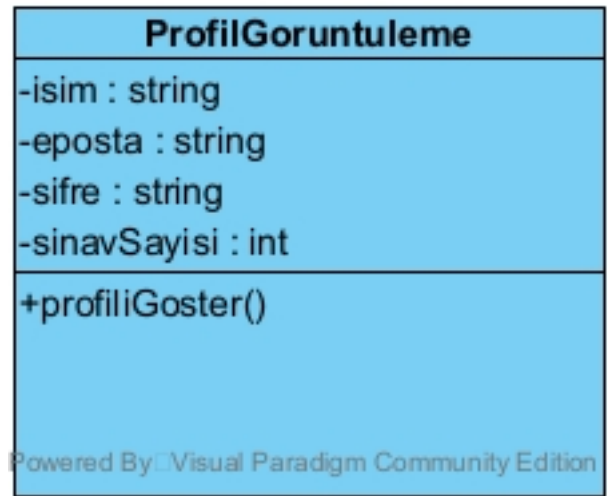 ProfilGoruntuleme
-isim : string
-eposta : string
-sifre : string
-sinavSayisi : int
+profiliGoster()
Powered By Visual Paradigm Community Edition